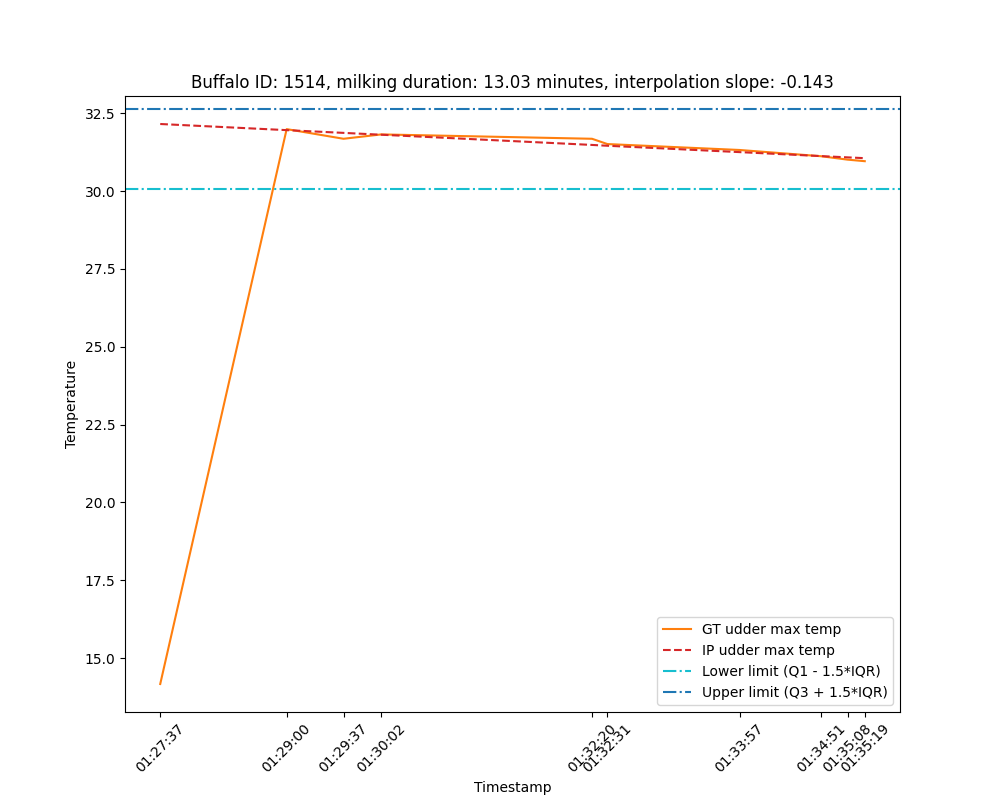 Buffalo ID: 1514, milking duration: 13.03 minutes, interpolation slope: -0.143
32.5
30.0
27.5
25.0
22.5
20.0
17.5
15.0
Temperature
GT udder max temp
IP udder max temp
Lower limit (Q1 - 1.5*IQR)
Upper limit (Q3 + 1.5*IQR)
01:27:37
01:29:00
01:29:37
01:30:02
01:32:20
01:32:31
01:33:57
01:34:51
01:35:08
01:35:19
Timestamp